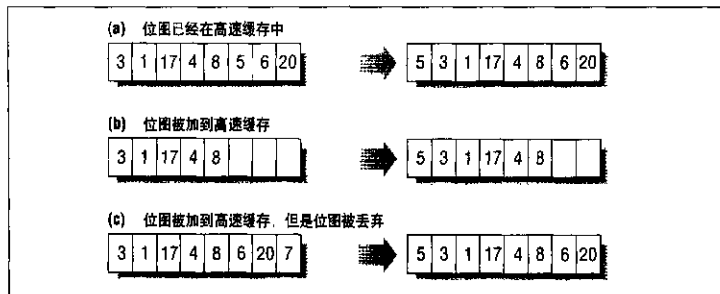 (a) 位图已经在高速缓存中
3 1 17 4 8 5 6 20
5 3 1 17 4 8 6 20
(b) 位图被加到高速缓存
3 1 17 4 8
5 3 1 17 4 8
(c) 位图被加到高速缓存，但是位图被丢弃
3 1 17 4 8 6 20 7
5 3 1 17 4 8 6 20